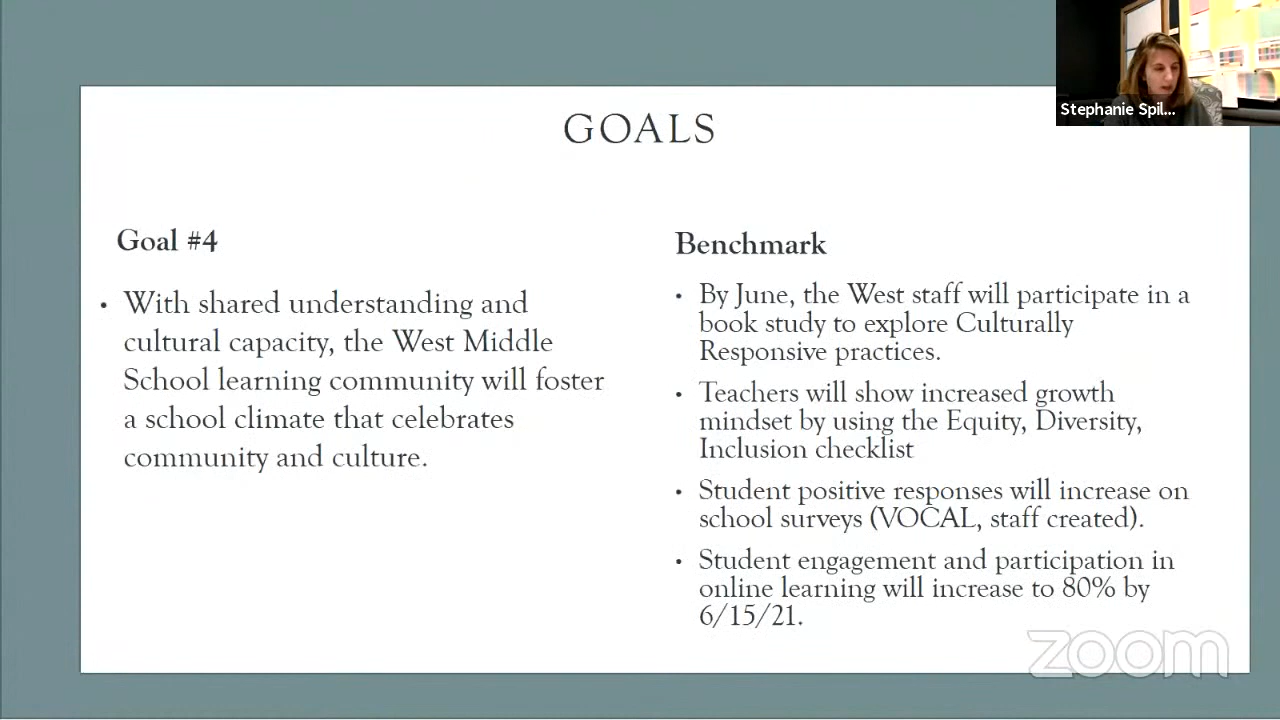 GOALS
Stephanie Spil...
Goal #4
• With shared understanding and
cultural capacity, the West Middle
School learning community will foster
a school climate that celebrates
community and culture.
Benchmark
• By June, the West staff will participate in a
book study to explore Culturally
Responsive practices.
• Teachers will show increased growth
mindset by using the Equity, Diversity,
Inclusion checklist
• Student positive responses will increase on
school surveys (VOCAL, staff created).
• Student engagement and participation in
online learning will increase to 80% by
6/15/21.
zoom